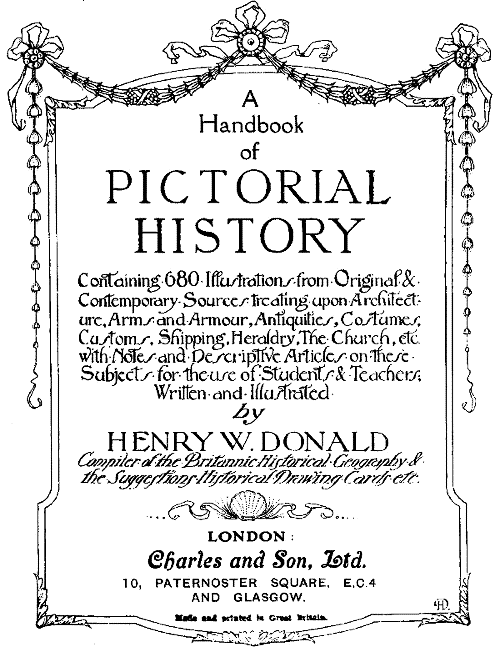 A
Handbook
of
PICTORIAL
HISTORY
Containing·680·Illustrations·from·Original·&
Contemporary·Sources·treating·upon·Architect-
ure, Arms·and·Armour, Antiquities, Costumes,
Customs, Shipping, Heraldry, The Church, etc
with·Notes·and·Descriptive·Articles·on·these·
Subjects·for·the·use·of·Students·&·Teachers;
Written·and·Illustrated·
by
HENRY W. DONALD
Compiler of the Britannic Historical Geography &
the Suggestions Historical Drawing Cards etc.
LONDON:
Charles and Son, Ltd.
10, PATERNOSTER SQUARE, E.C.4
AND GLASGOW.
HD.
Made and printed in Great Britain.